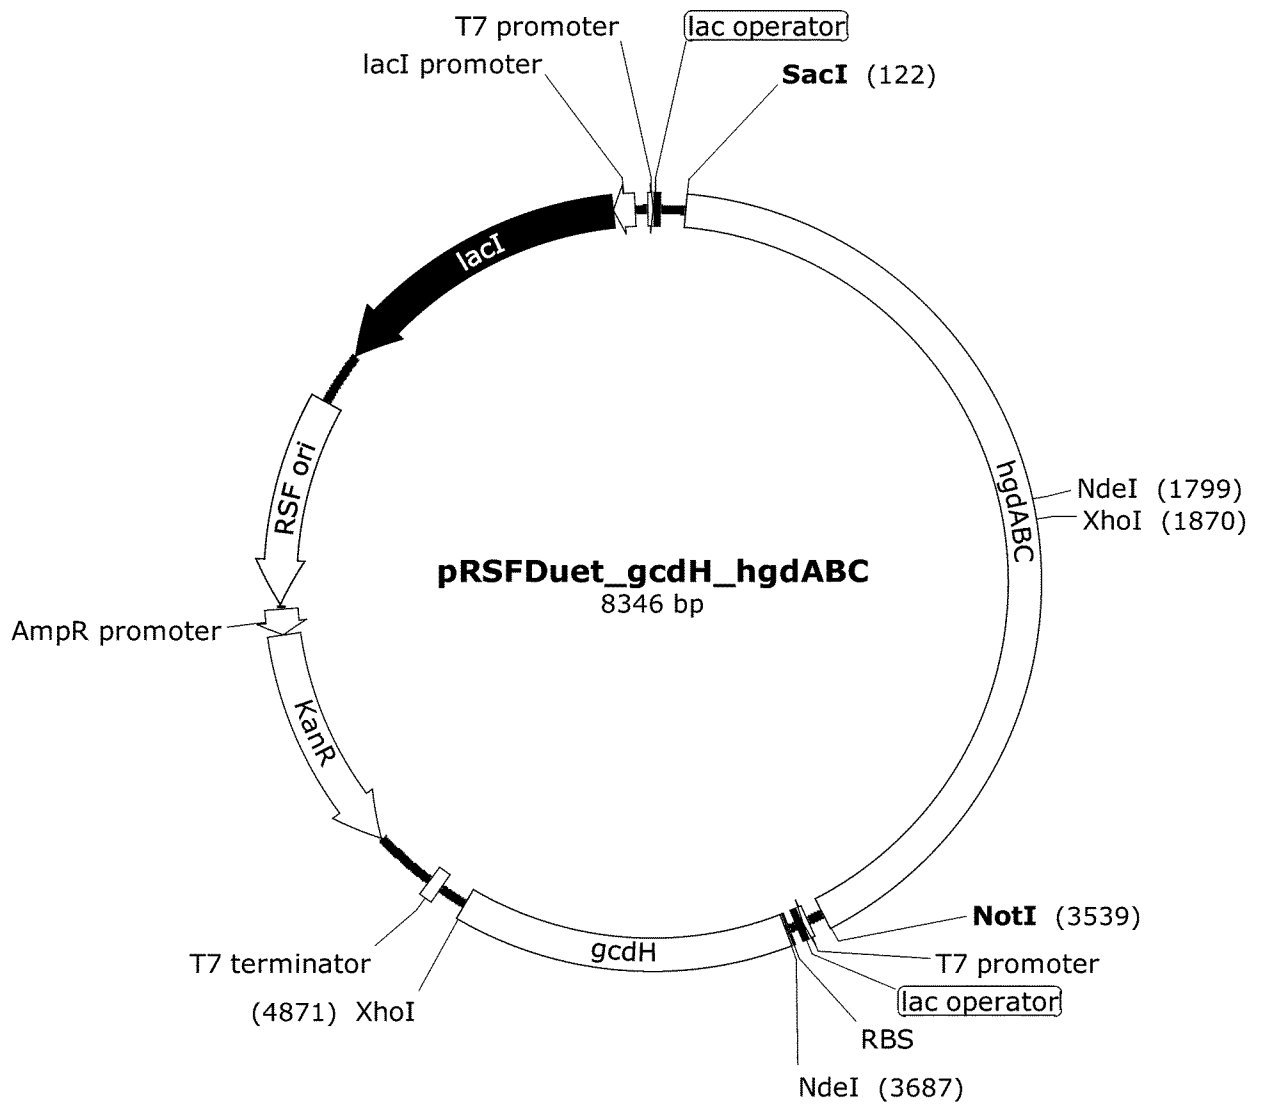 T7 promoter
lac operator
lacI promoter
SacI (122)
lacI
RSF ori
hgdABC
NdeI (1799)
XhoI (1870)
pRSFDuet_gcdH_hgdABC
8346 bp
AmpR promoter
KanR
NotI (3539)
gcdH
T7 terminator
T7 promoter
lac operator
(4871) XhoI
RBS
NdeI (3687)